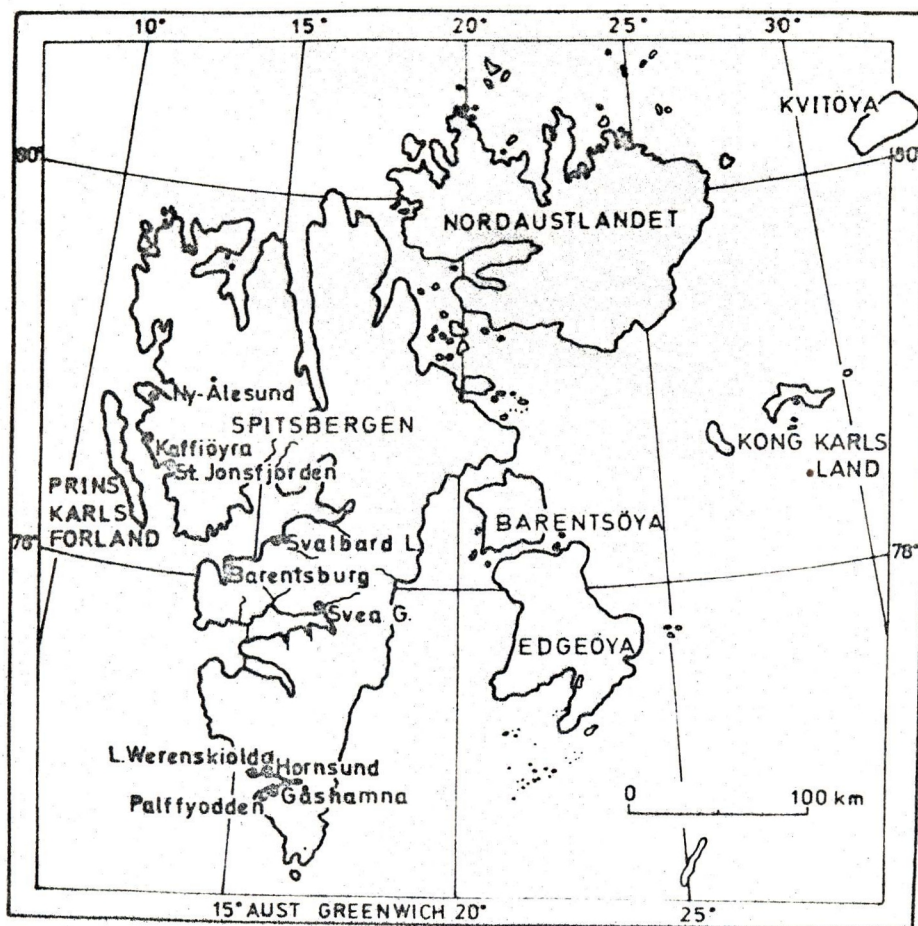 10° 15° 20° 25° 30°
KVITOYA
80° 80°
NORDAUSTLANDET
Ny-Ålesund
SPITSBERGEN
Kaffiöyra
St. Jonsfjorden
KONG KARLS
LAND
PRINS
KARLS
FORLAND
BARENTSÖYA
78° 78°
Svalbard L.
Barentsburg
Svea G.
EDGEÖYA
L. Werenskiolda
Hornsund
Gåshamna
Palffyodden
0 100 km
15° AUST GREENWICH 20° 25°